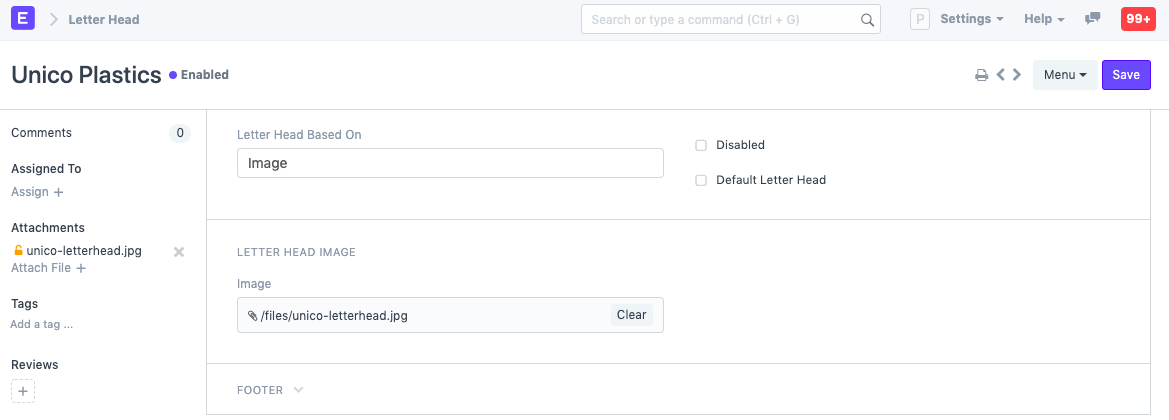 E
Letter Head
Search or type a command (Ctrl + G)
P
Settings
Help
99+
Unico Plastics
Enabled
Menu
Save
Comments
0
Assigned To
Assign +
Attachments
unico-letterhead.jpg
Attach File +
Tags
Add a tag ...
Reviews
+
Letter Head Based On
Image
Disabled
Default Letter Head
LETTER HEAD IMAGE
Image
/files/unico-letterhead.jpg
Clear
FOOTER